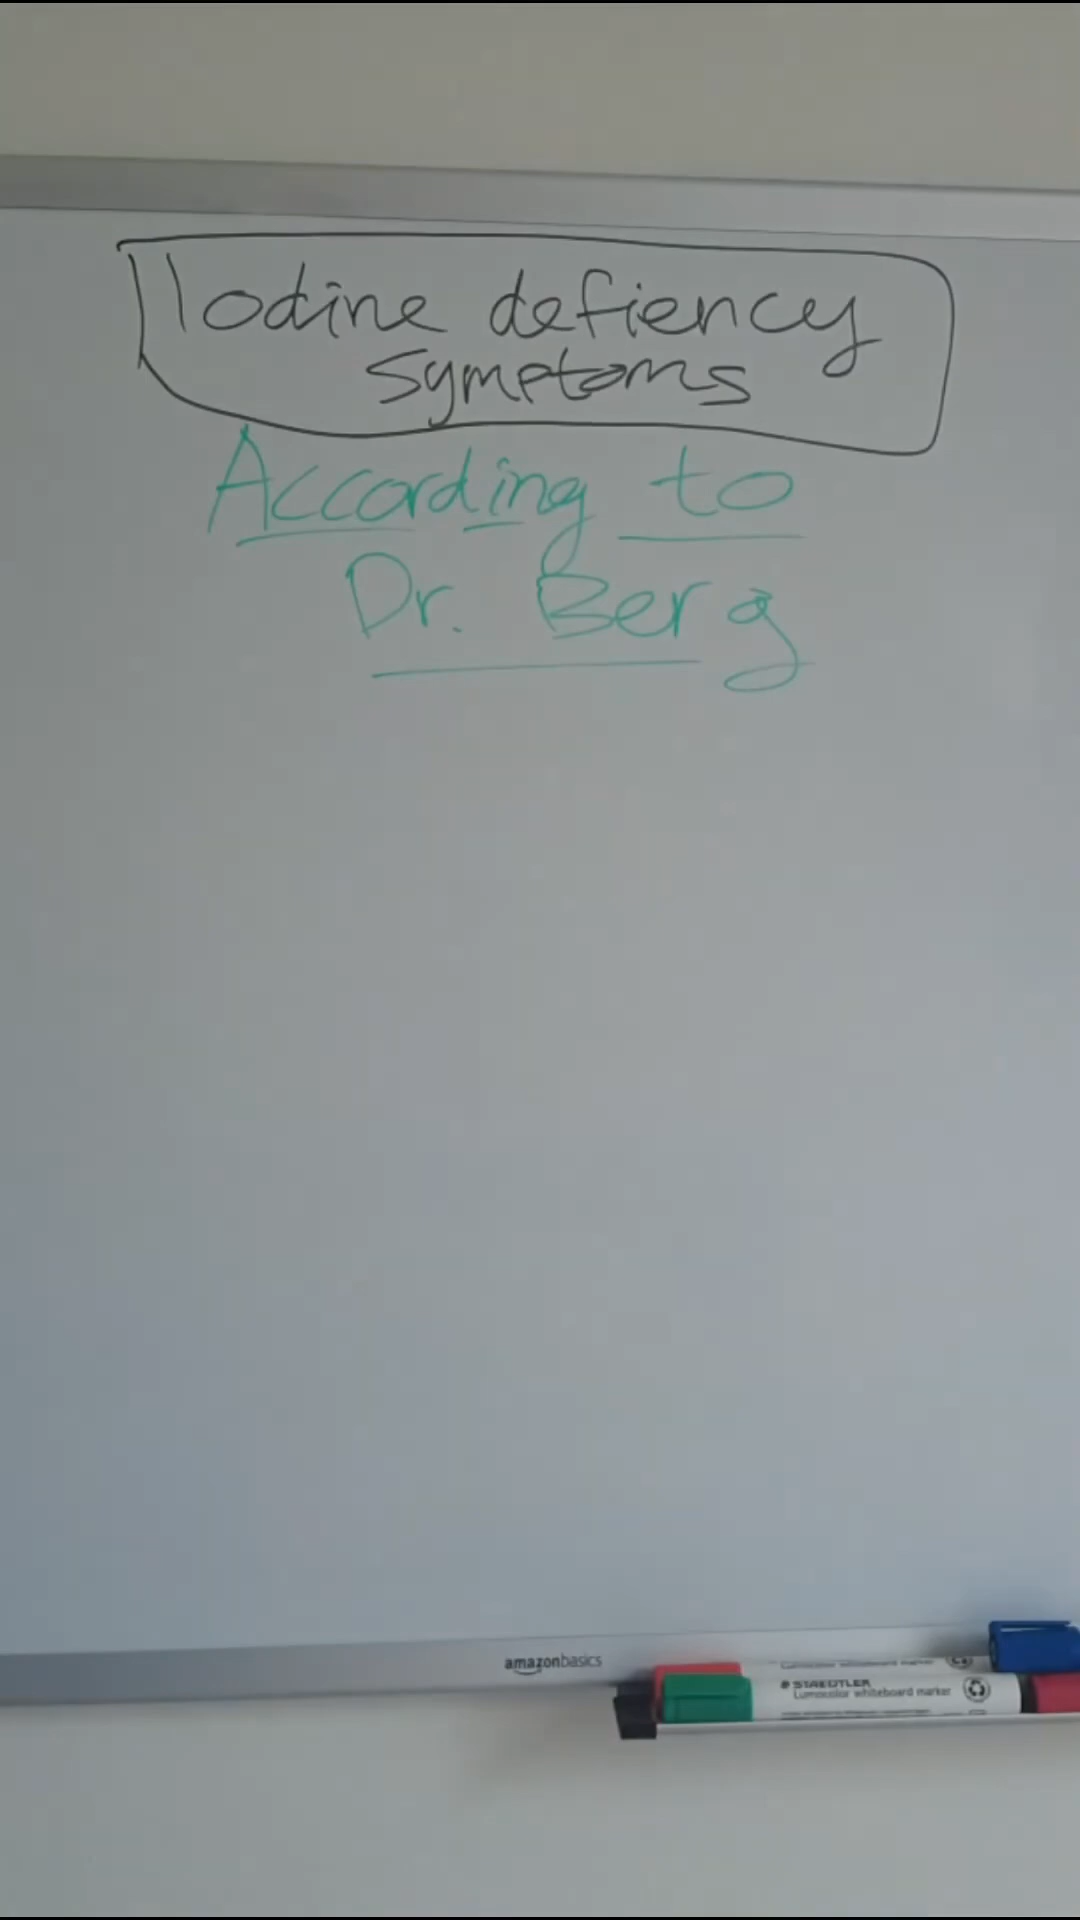 Iodine defiency
symptoms
According to
Dr. Berg
amazonbasics
STAEDTLER
Lumocolor whiteboard marker